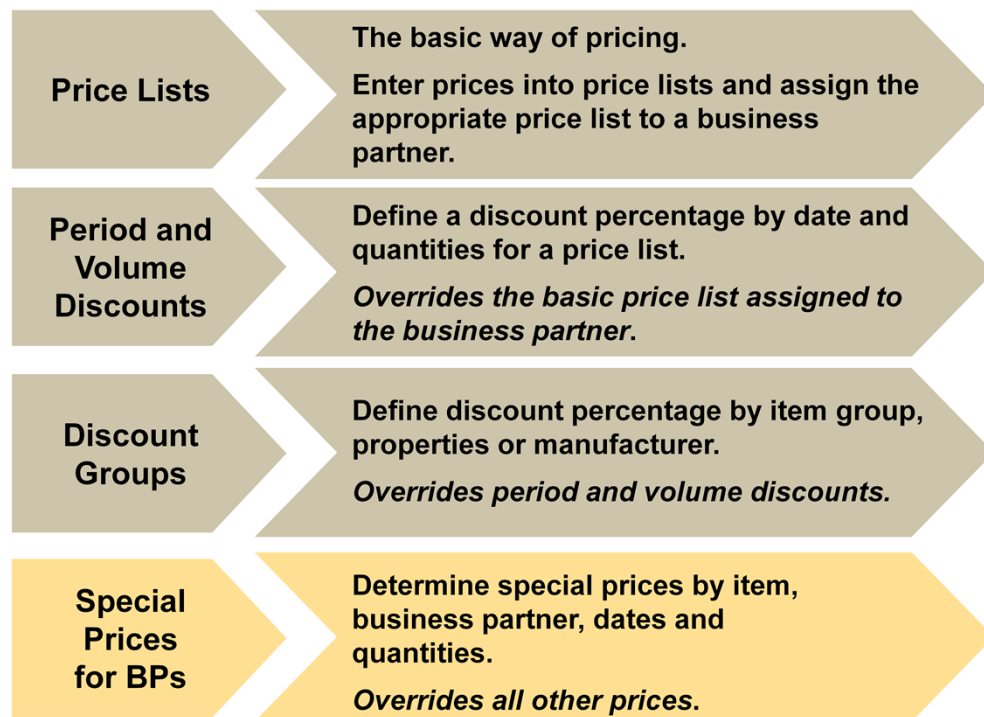 Price Lists
The basic way of pricing.
Enter prices into price lists and assign the
appropriate price list to a business
partner.
Period and
Volume
Discounts
Define a discount percentage by date and
quantities for a price list.
Overrides the basic price list assigned to
the business partner.
Discount
Groups
Define discount percentage by item group,
properties or manufacturer.
Overrides period and volume discounts.
Special
Prices
for BPs
Determine special prices by item,
business partner, dates and
quantities.
Overrides all other prices.